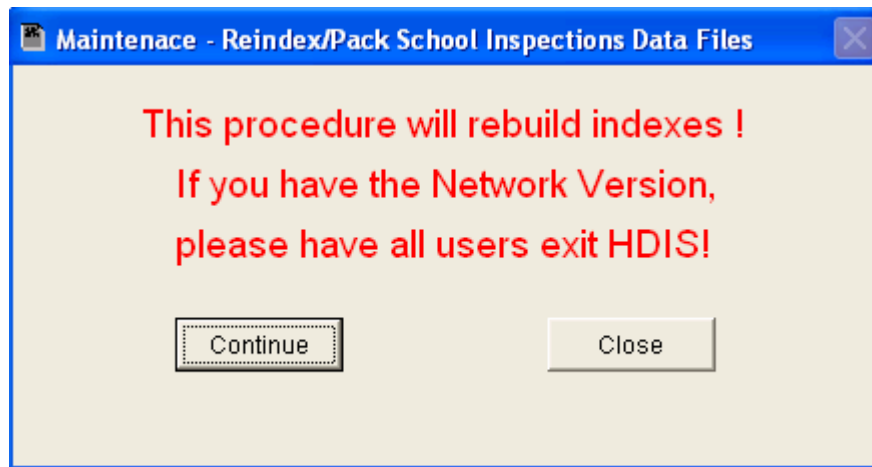 Maintenace - Reindex/Pack School Inspections Data Files
This procedure will rebuild indexes !
If you have the Network Version,
please have all users exit HDIS!
Continue
Close